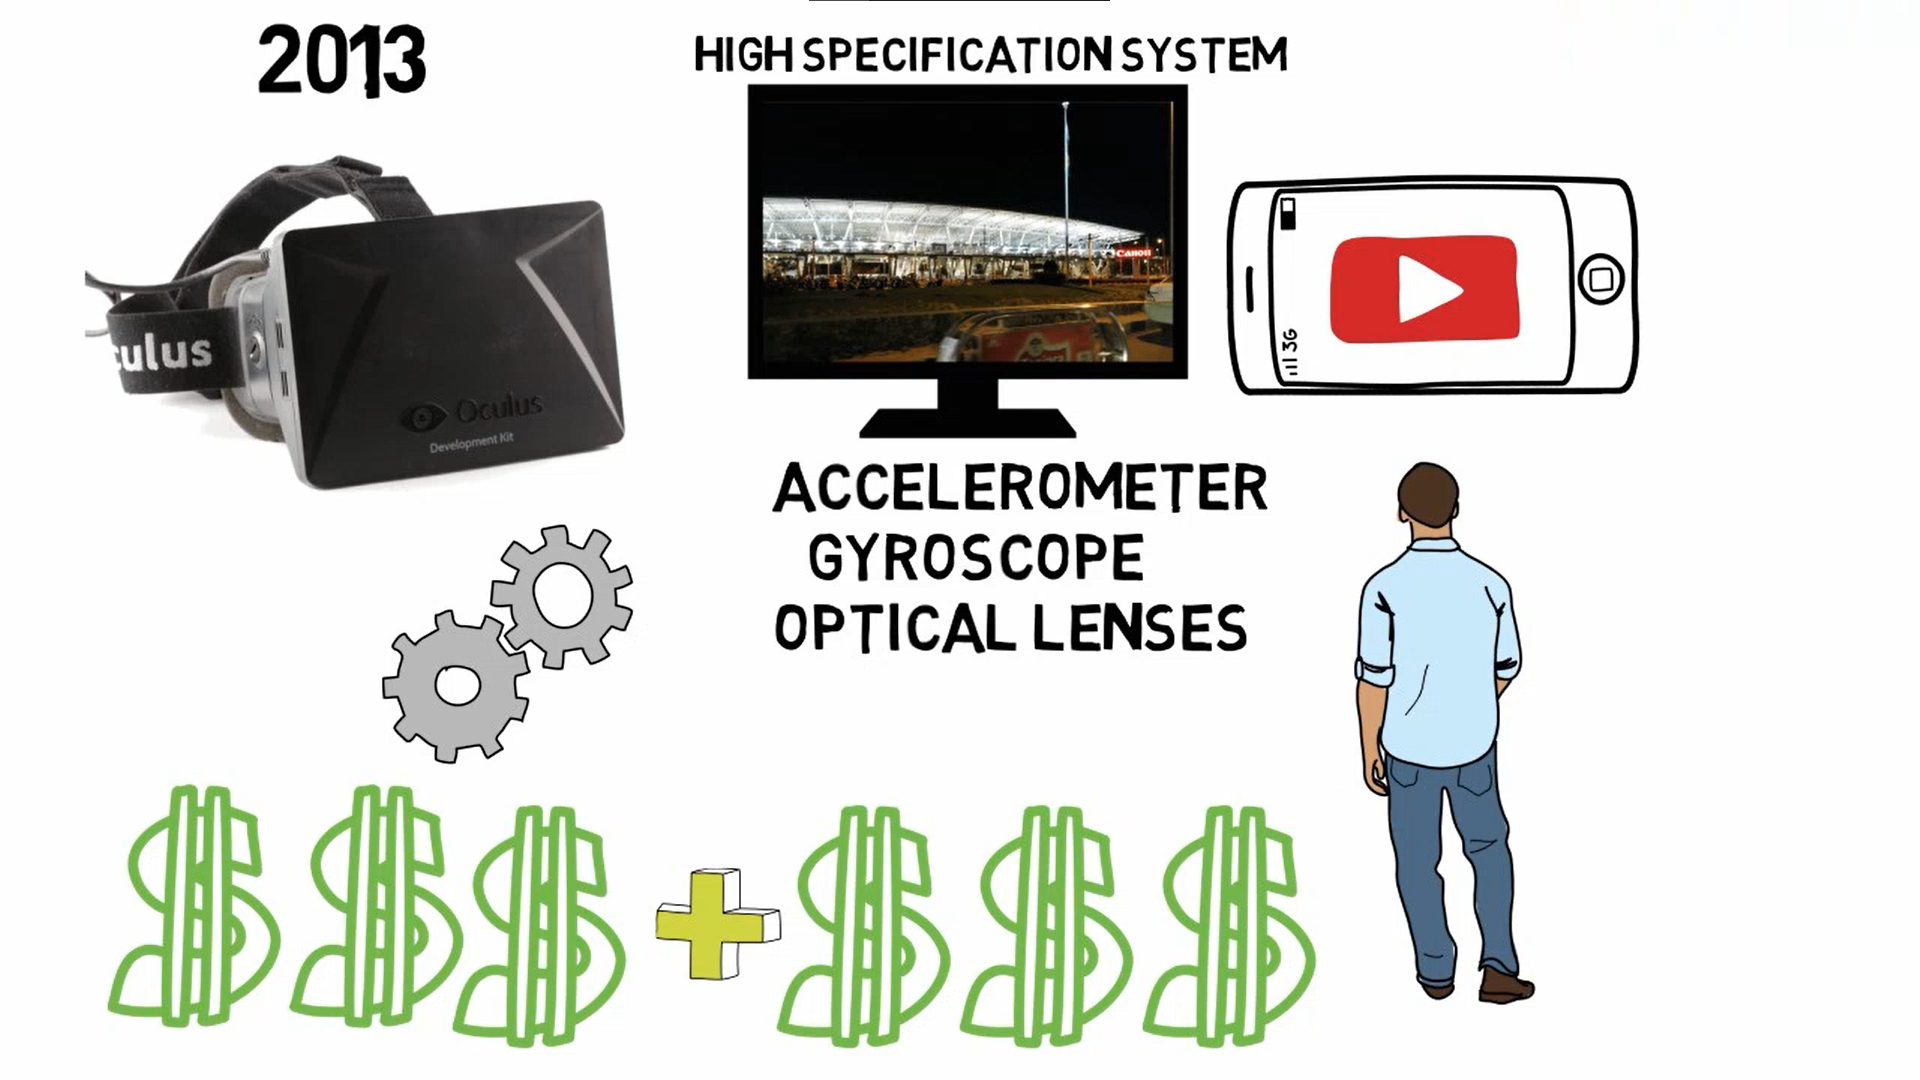 2013
HIGH SPECIFICATION SYSTEM
Canon
3G
culus
Oculus
Development Kit
ACCELEROMETER
GYROSCOPE
OPTICAL LENSES